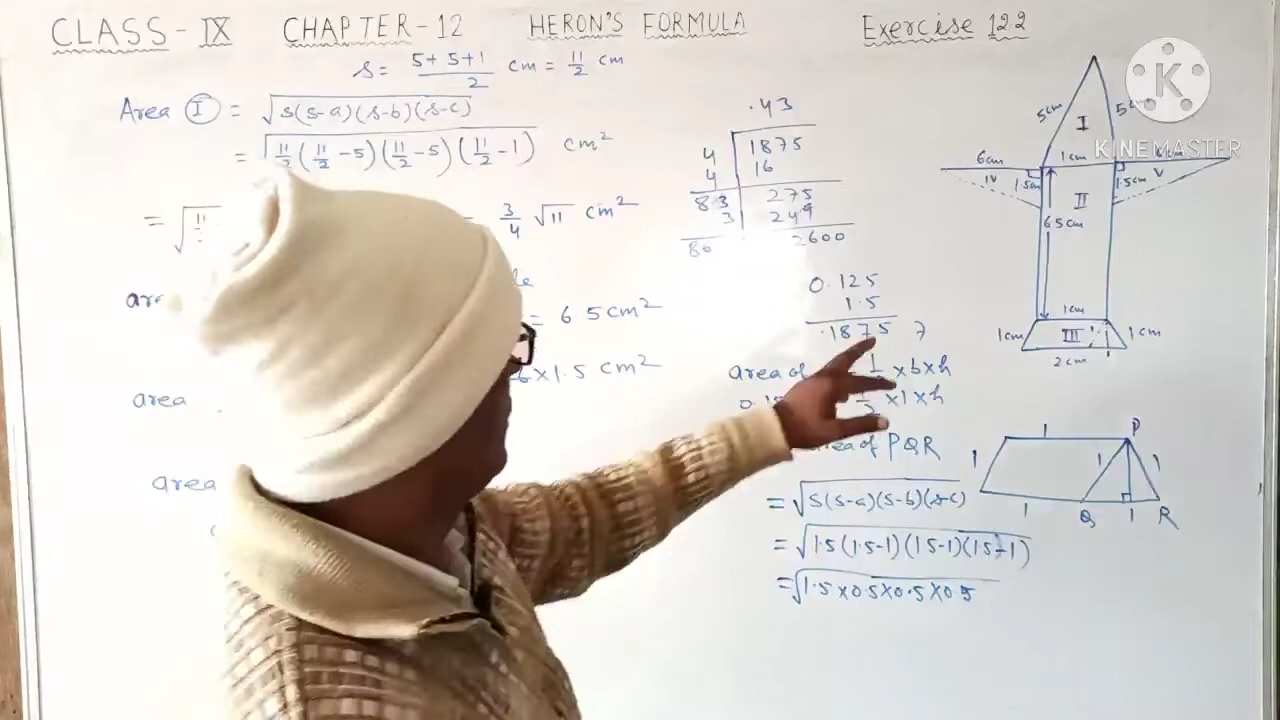 CLASS - IX CHAPTER - 12 HERON'S FORMULA Exercise 12.2
s = 5+5+1/2 cm = 11/2 cm
Area I = √s(s-a)(s-b)(s-c)
= √11/2(11/2-5)(11/2-5)(11/2-1) cm²
= √11/
= 3/4 √11 cm²
= 6.5 cm²
×1.5 cm²
area
area
.43
4 1875
4 16
83 275
3 249
86 2600
0.125
1.5
.1875
area of ×b×h
×1×h
area of PQR
= √s(s-a)(s-b)(s-c)
= √1.5(1.5-1)(1.5-1)(1.5-1)
= √1.5×0.5×0.5×0.5
K
KINEMASTER
5cm I 5
6cm 1cm
IV 1.5cm II 1.5cm V
6.5cm
1cm
1cm III 1cm
2cm
1 P
1 1 1
1 Q 1 R